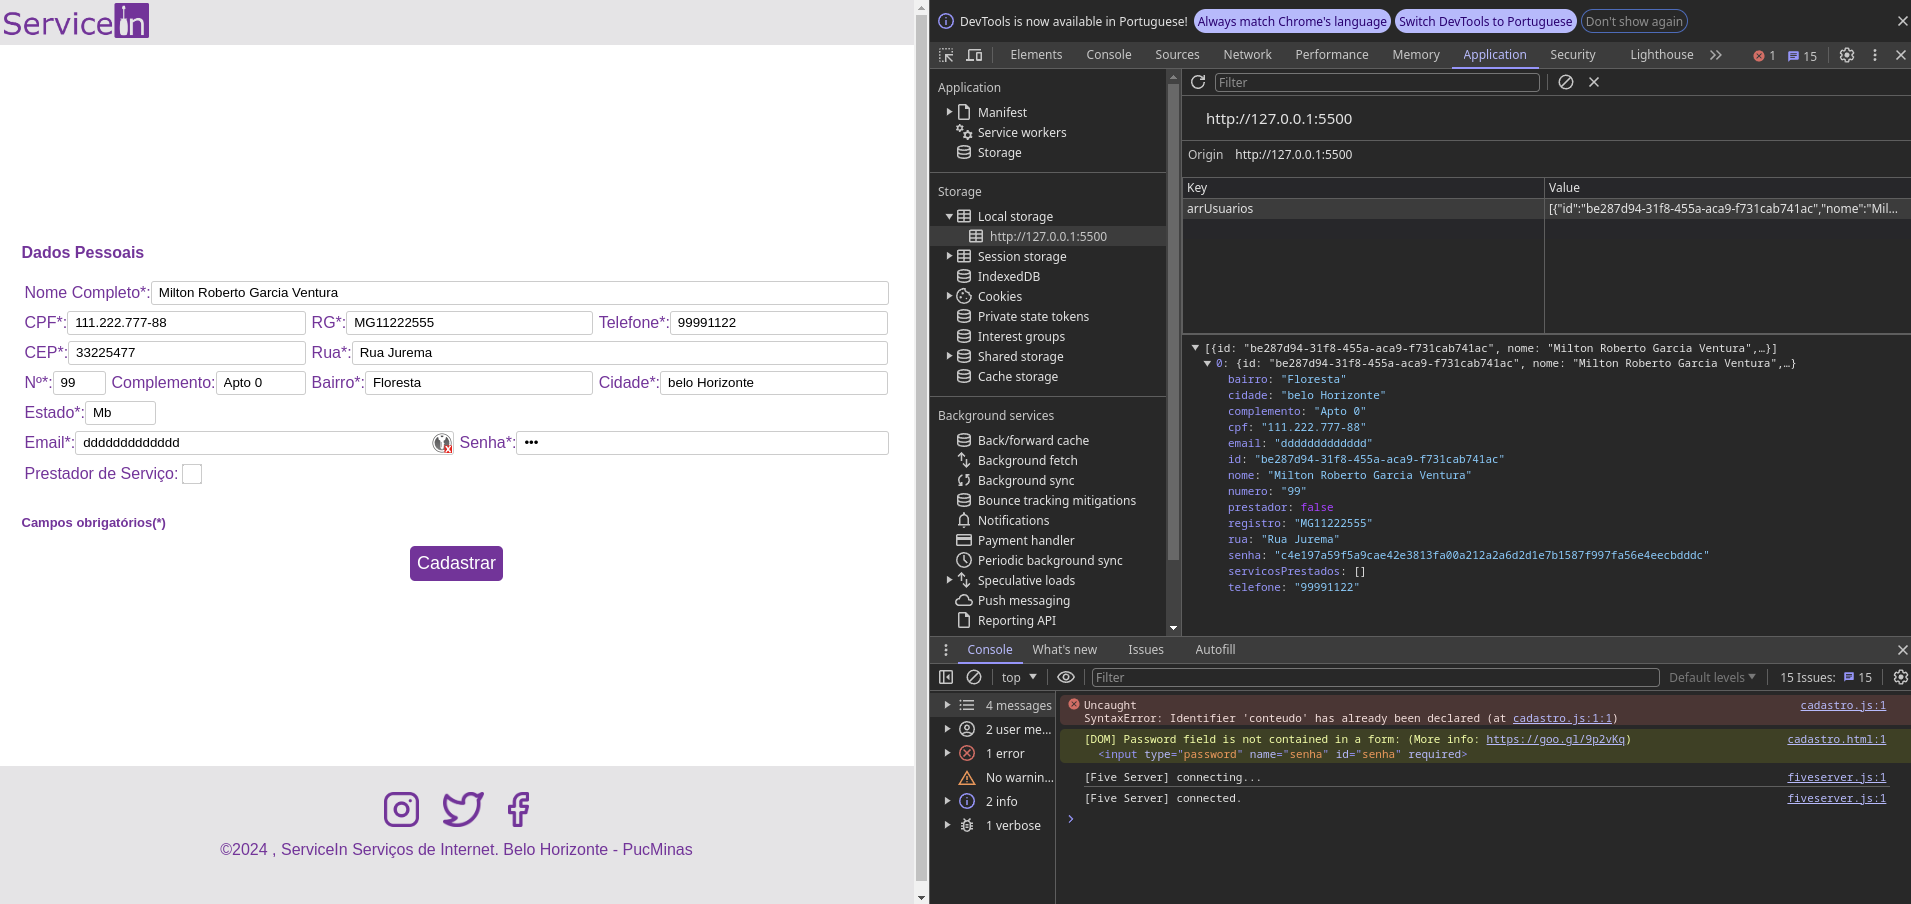 ServiceIn
Dados Pessoais
Nome Completo*: Milton Roberto Garcia Ventura
CPF*: 111.222.777-88 RG*: MG11222555 Telefone*: 99991122
CEP*: 33225477 Rua*: Rua Jurema
Nº*: 99 Complemento: Apto 0 Bairro*: Floresta Cidade*: belo Horizonte
Estado*: Mb
Email*: ddddddddddddd Senha*: •••
Prestador de Serviço:
Campos obrigatórios(*)
Cadastrar
©2024 , ServiceIn Serviços de Internet. Belo Horizonte - PucMinas
DevTools is now available in Portuguese! Always match Chrome's language Switch DevTools to Portuguese Don't show again
Elements Console Sources Network Performance Memory Application Security Lighthouse 1 15
Application
Manifest
Service workers
Storage
Storage
Local storage
http://127.0.0.1:5500
Session storage
IndexedDB
Cookies
Private state tokens
Interest groups
Shared storage
Cache storage
Background services
Back/forward cache
Background fetch
Background sync
Bounce tracking mitigations
Notifications
Payment handler
Periodic background sync
Speculative loads
Push messaging
Reporting API
Filter
http://127.0.0.1:5500
Origin http://127.0.0.1:5500
Key Value
arrUsuarios [{"id":"be287d94-31f8-455a-aca9-f731cab741ac","nome":"Mil...
[{id: "be287d94-31f8-455a-aca9-f731cab741ac", nome: "Milton Roberto Garcia Ventura",…}]
0: {id: "be287d94-31f8-455a-aca9-f731cab741ac", nome: "Milton Roberto Garcia Ventura",…}
bairro: "Floresta"
cidade: "belo Horizonte"
complemento: "Apto 0"
cpf: "111.222.777-88"
email: "ddddddddddddd"
id: "be287d94-31f8-455a-aca9-f731cab741ac"
nome: "Milton Roberto Garcia Ventura"
numero: "99"
prestador: false
registro: "MG11222555"
rua: "Rua Jurema"
senha: "c4e197a59f5a9cae42e3813fa00a212a2a6d2d1e7b1587f997fa56e4eecbdddc"
servicosPrestados: []
telefone: "99991122"
Console What's new Issues Autofill
top Filter Default levels 15 Issues: 15
4 messages
2 user me...
1 error
No warnin...
2 info
1 verbose
Uncaught cadastro.js:1
SyntaxError: Identifier 'conteudo' has already been declared (at cadastro.js:1:1)
[DOM] Password field is not contained in a form: (More info: https://goo.gl/9p2vKq) cadastro.html:1
<input type="password" name="senha" id="senha" required>
[Five Server] connecting... fiveserver.js:1
[Five Server] connected. fiveserver.js:1